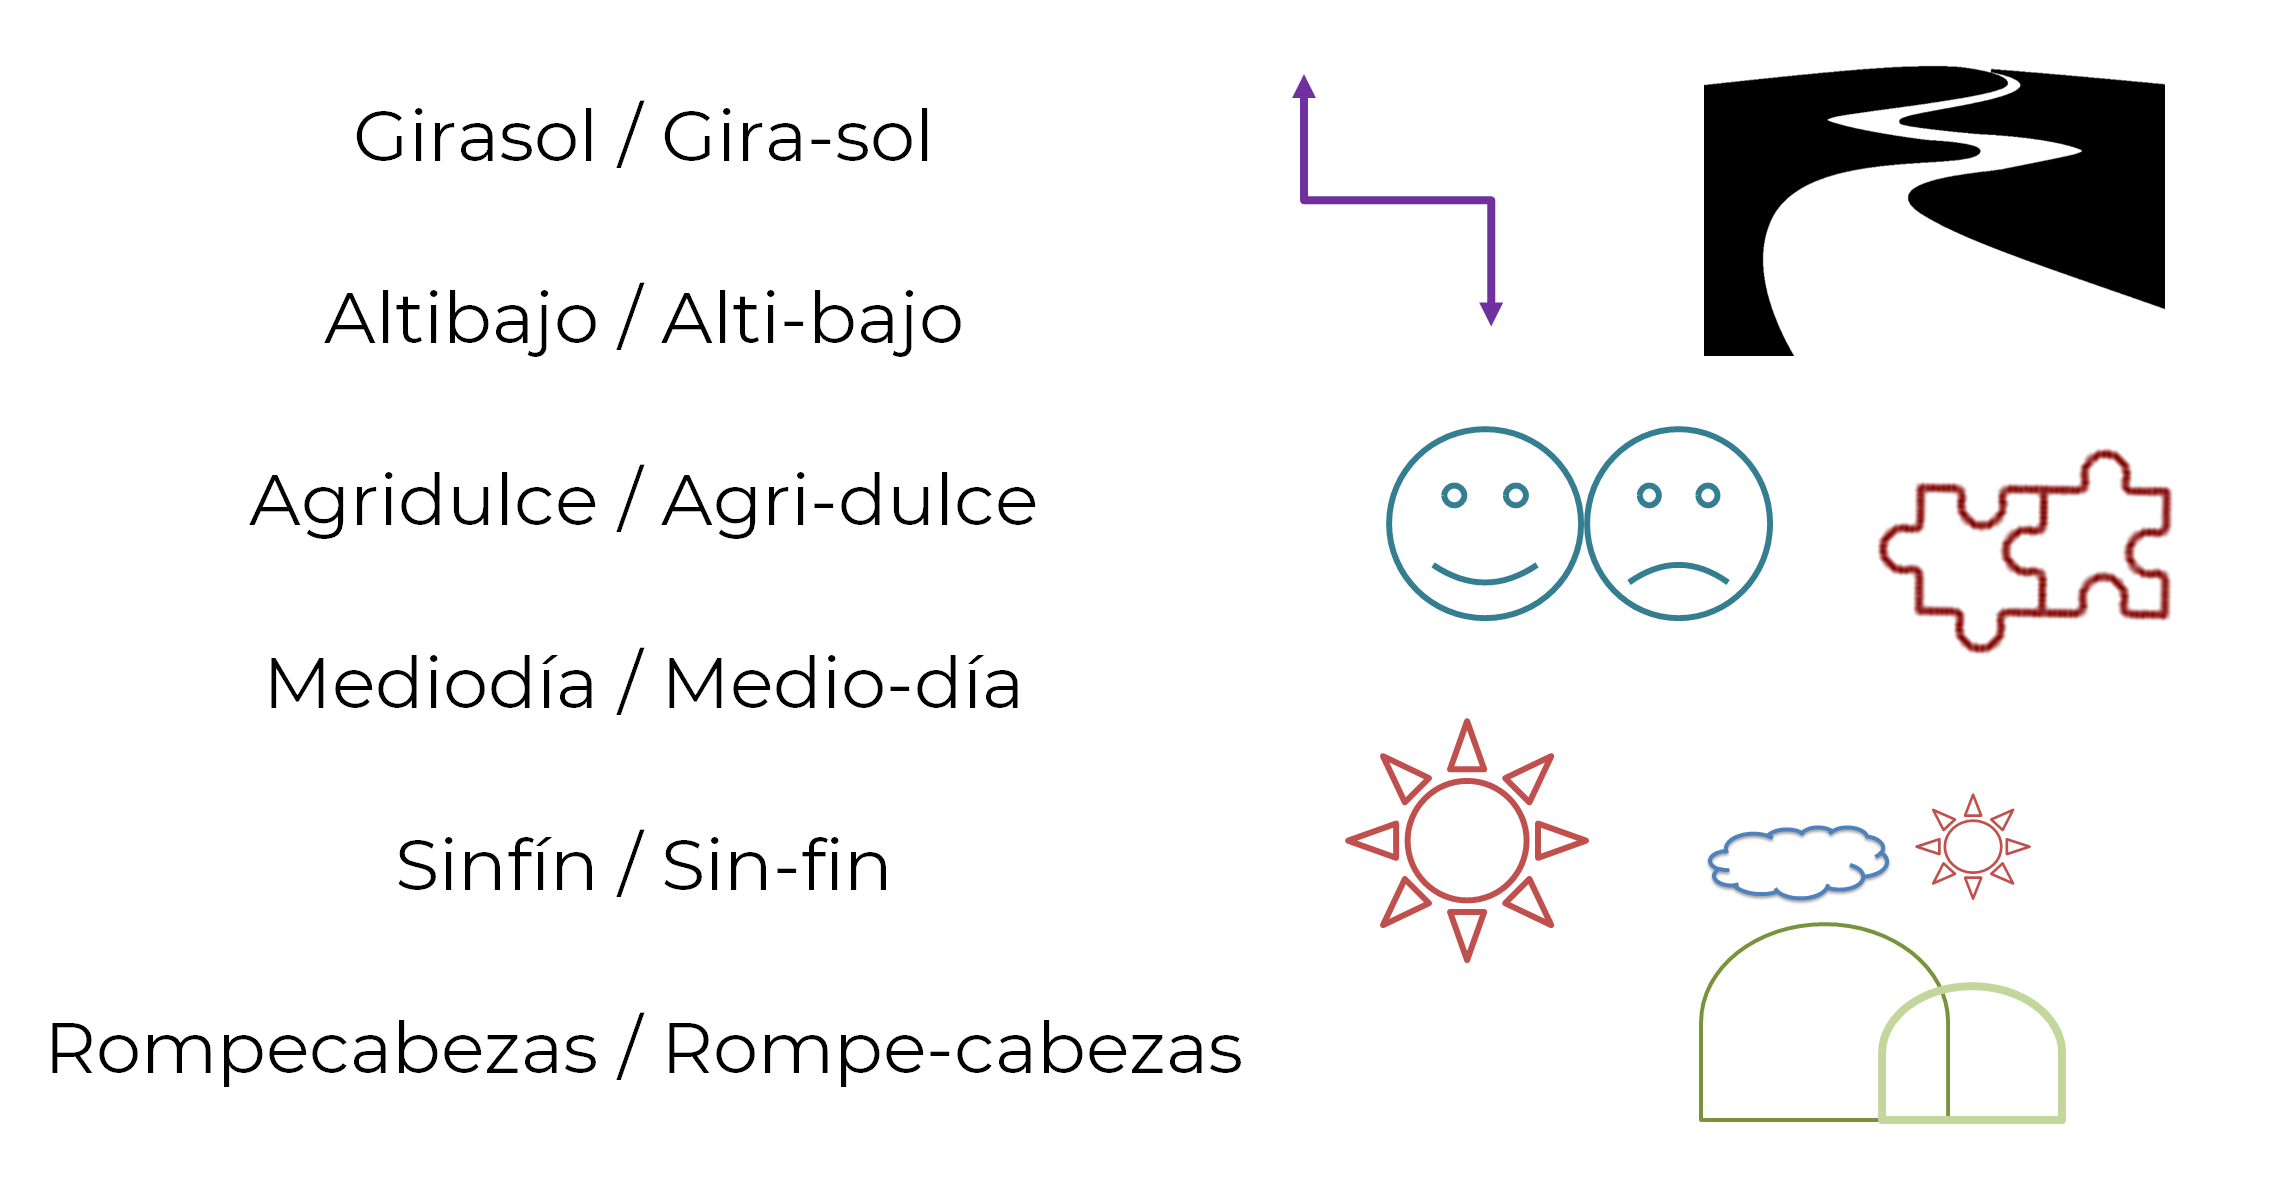 Girasol / Gira-sol
Altibajo / Alti-bajo
Agridulce / Agri-dulce
Mediodía / Medio-día
Sinfín / Sin-fin
Rompecabezas / Rompe-cabezas